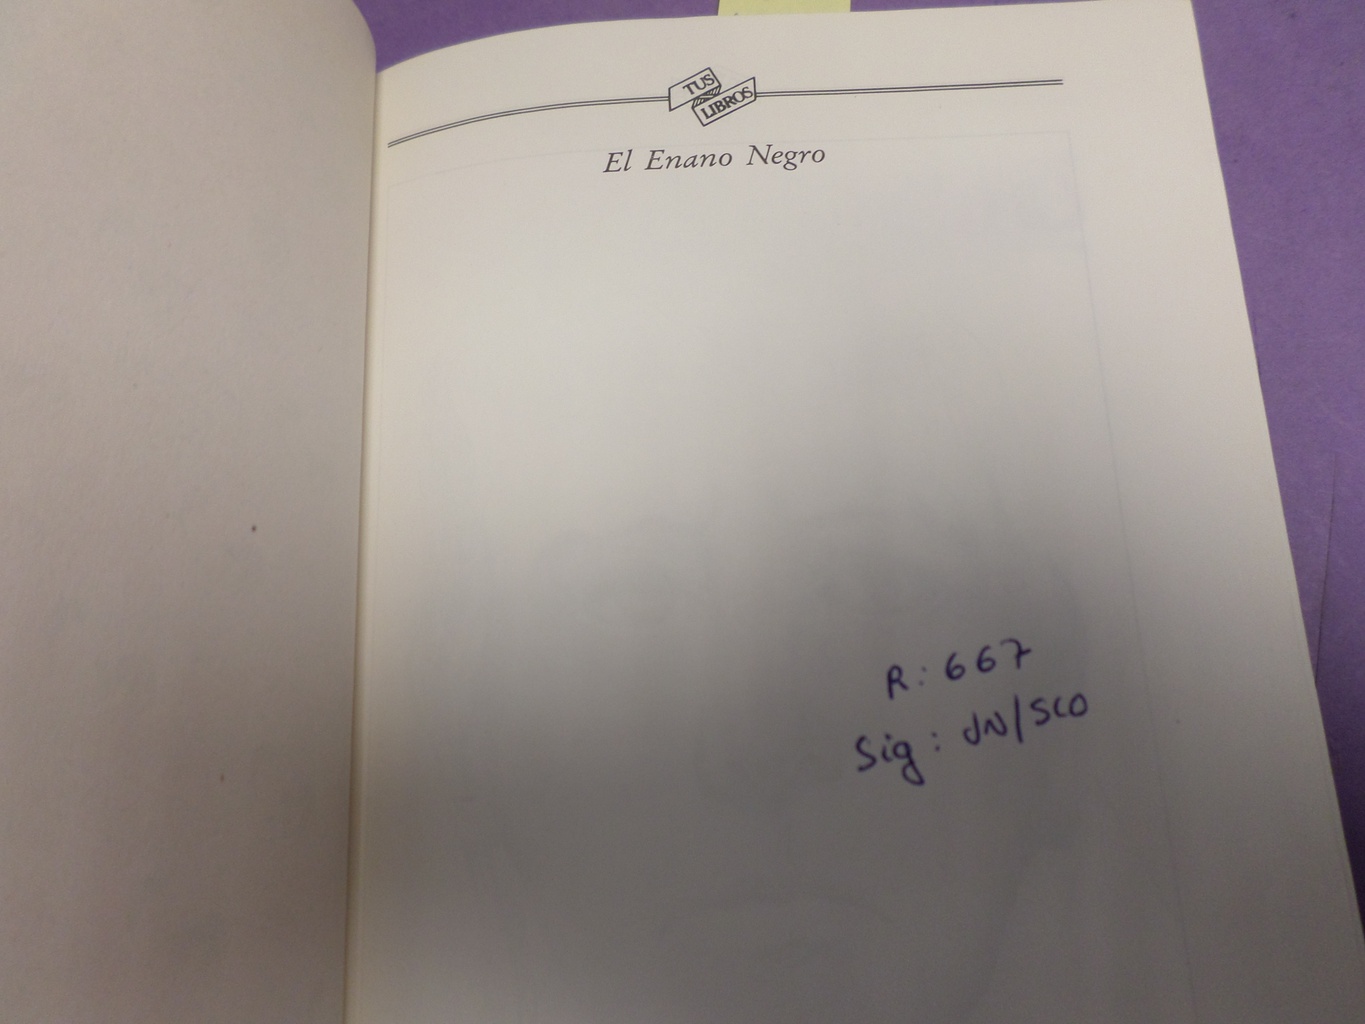 TUS
LIBROS
El Enano Negro
R: 667
Sig: JN/SCO